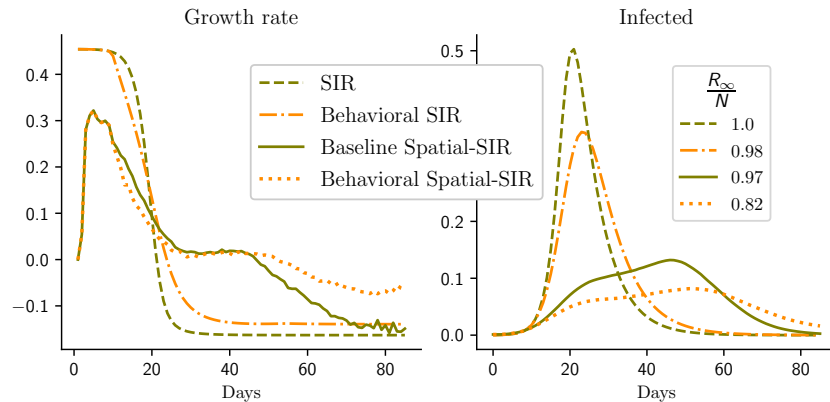 Growth rate
Infected
0.4
0.3
0.2
0.1
0.0
−0.1
0
20
40
60
80
Days
SIR
Behavioral SIR
Baseline Spatial-SIR
Behavioral Spatial-SIR
0.5
0.2
0.1
0.0
0
20
40
60
80
Days
R∞
N
1.0
0.98
0.97
0.82